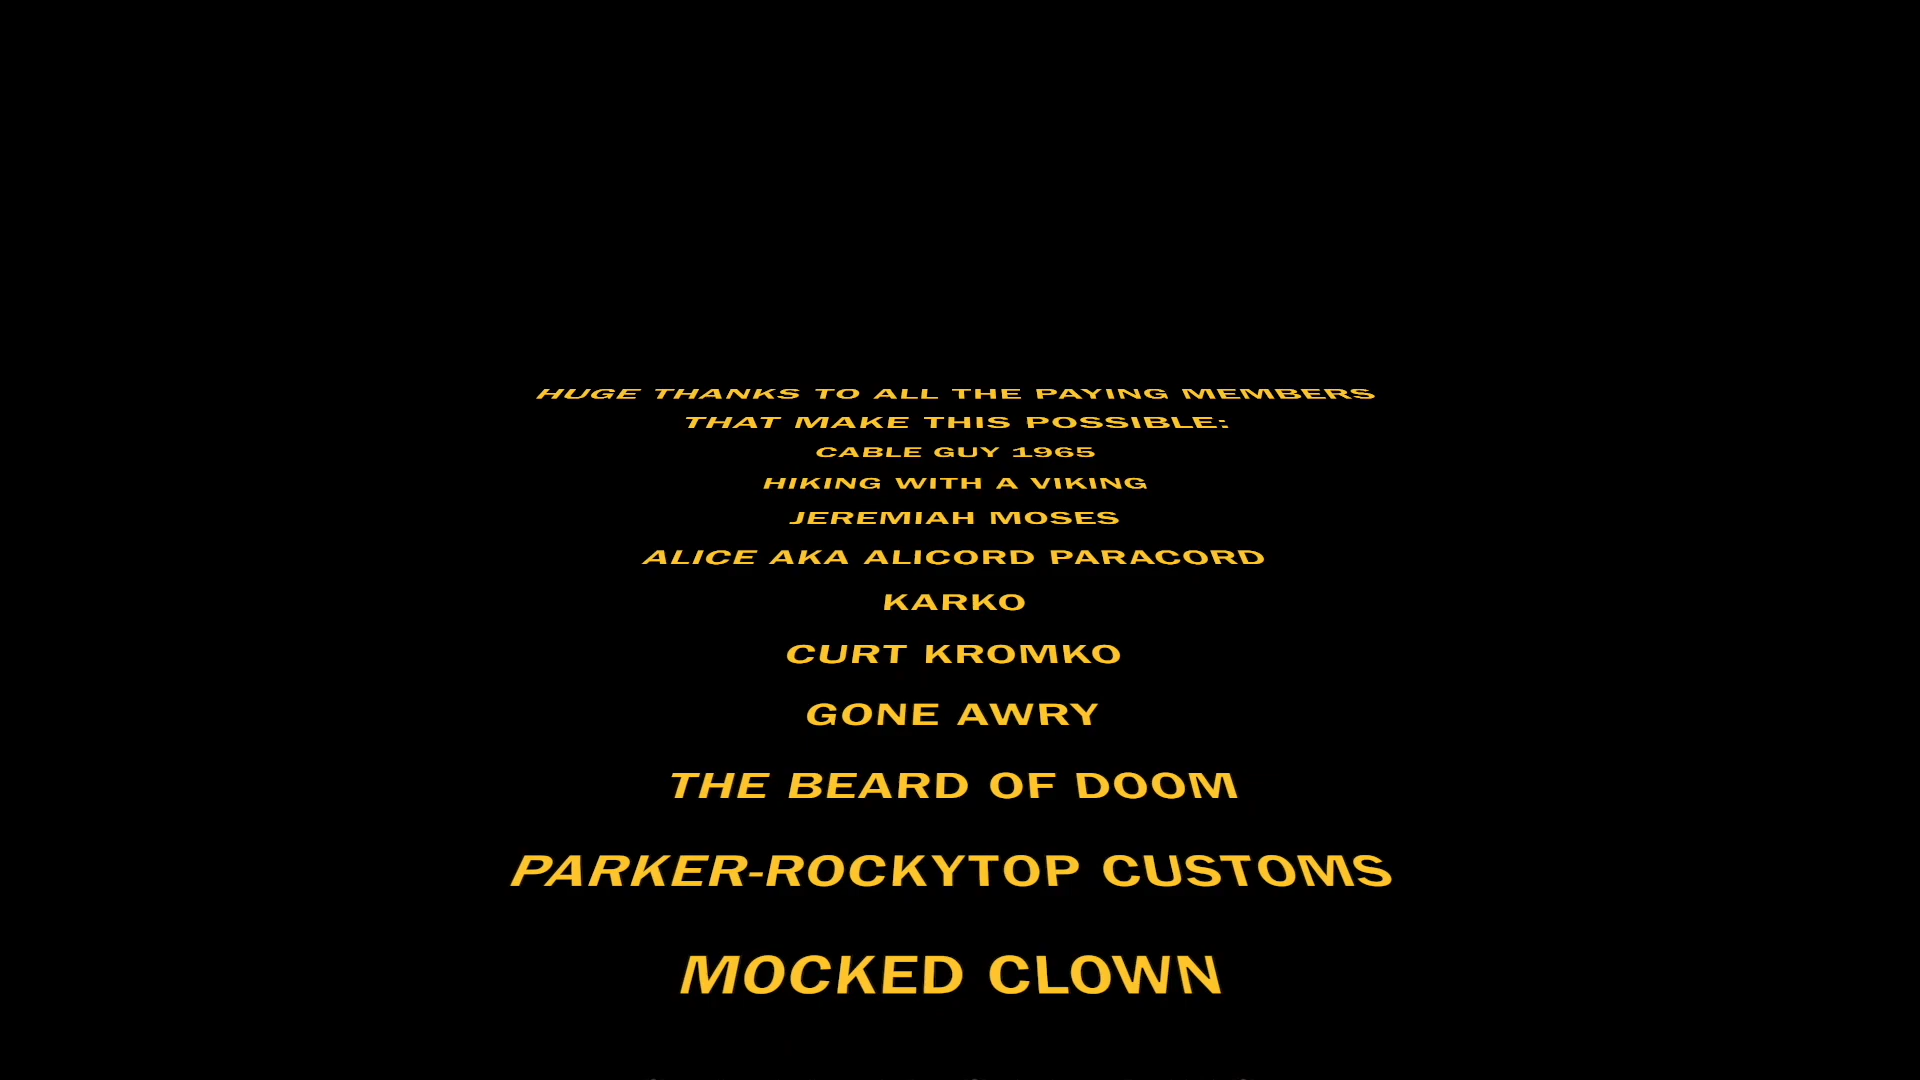 HUGE THANKS TO ALL THE PAYING MEMBERS
THAT MAKE THIS POSSIBLE:
CABLE GUY 1965
HIKING WITH A VIKING
JEREMIAH MOSES
ALICE AKA ALICORD PARACORD
KARKO
CURT KROMKO
GONE AWRY
THE BEARD OF DOOM
PARKER-ROCKYTOP CUSTOMS
MOCKED CLOWN